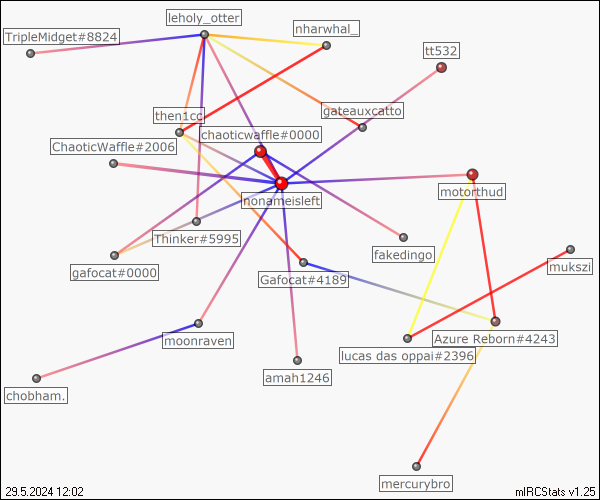 leholy_otter
nharwhal_
TripleMidget#8824
tt532
gateauxcatto
then1cc
chaoticwaffle#0000
ChaoticWaffle#2006
motorthud
nonameisleft
Thinker#5995
fakedingo
mukszi
gafocat#0000
Gafocat#4189
moonraven
Azure Reborn#4243
lucas das oppai#2396
amah1246
chobham.
mercurybro
29.5.2024 12:02
mIRCStats v1.25